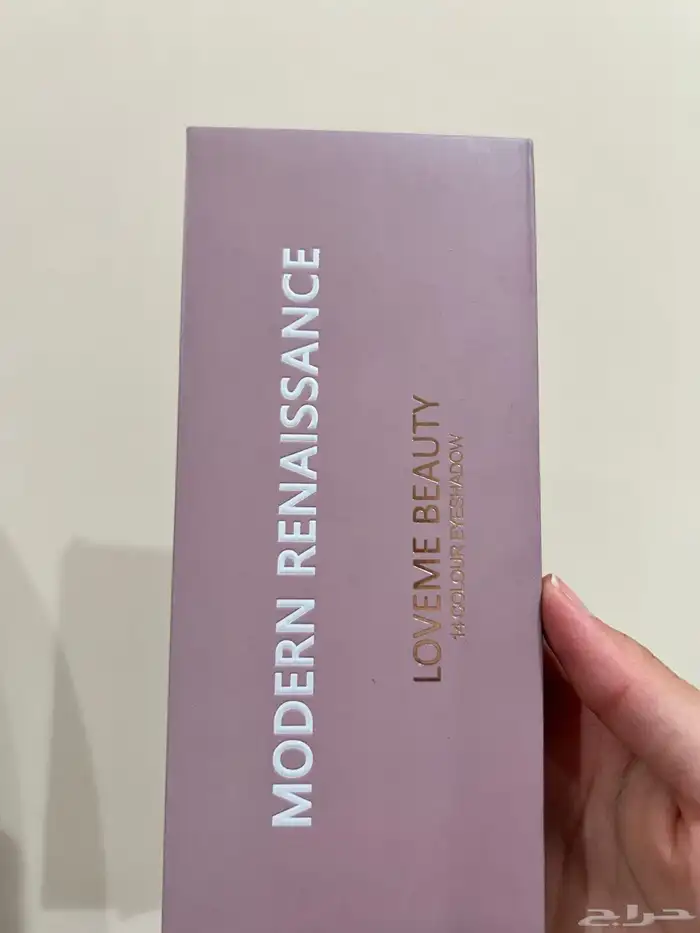 MODERN RENAISSANCE
LOVEME BEAUTY
14 COLOUR EYESHADOW
حراج